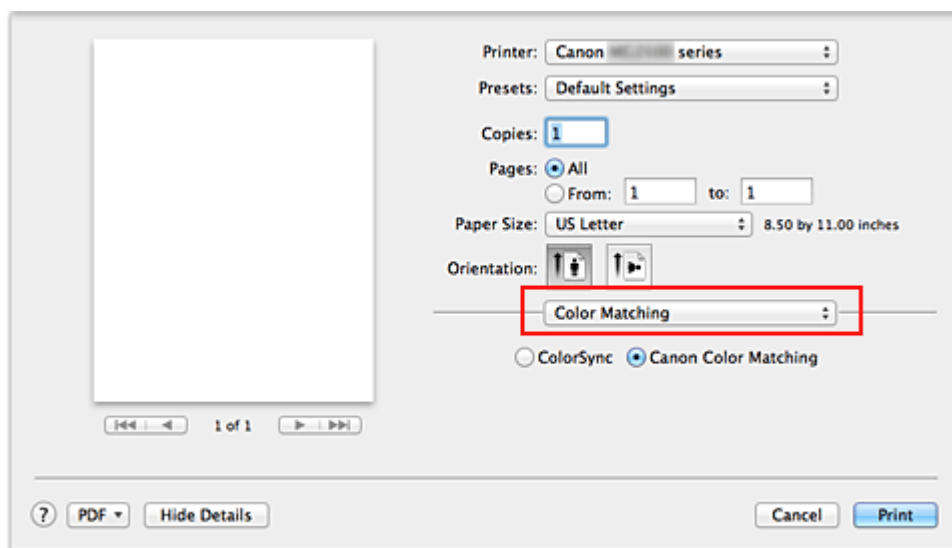 Printer: Canon series
Presets: Default Settings
Copies: 1
Pages: All
From: 1 to: 1
Paper Size: US Letter 8.50 by 11.00 inches
Orientation:
Color Matching
ColorSync Canon Color Matching
1 of 1
? PDF Hide Details Cancel Print